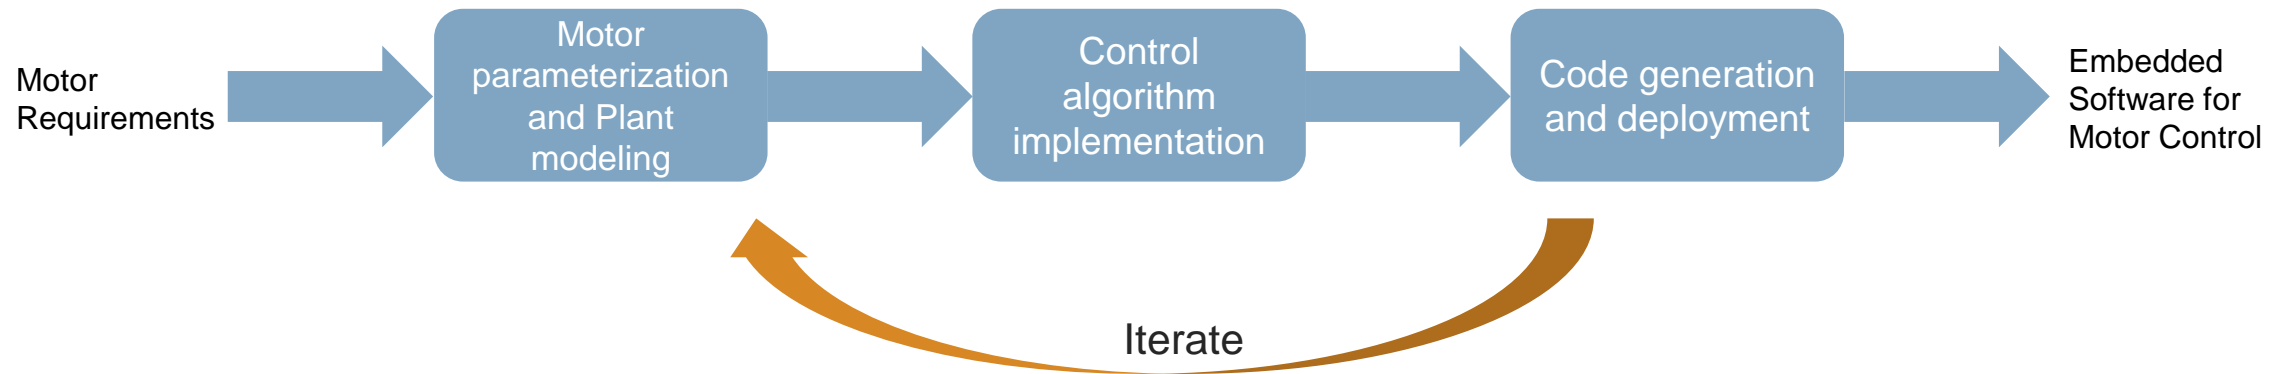 Motor
Requirements
Motor
parameterization
and Plant
modeling
Control
algorithm
implementation
Code generation
and deployment
Embedded
Software for
Motor Control
Iterate